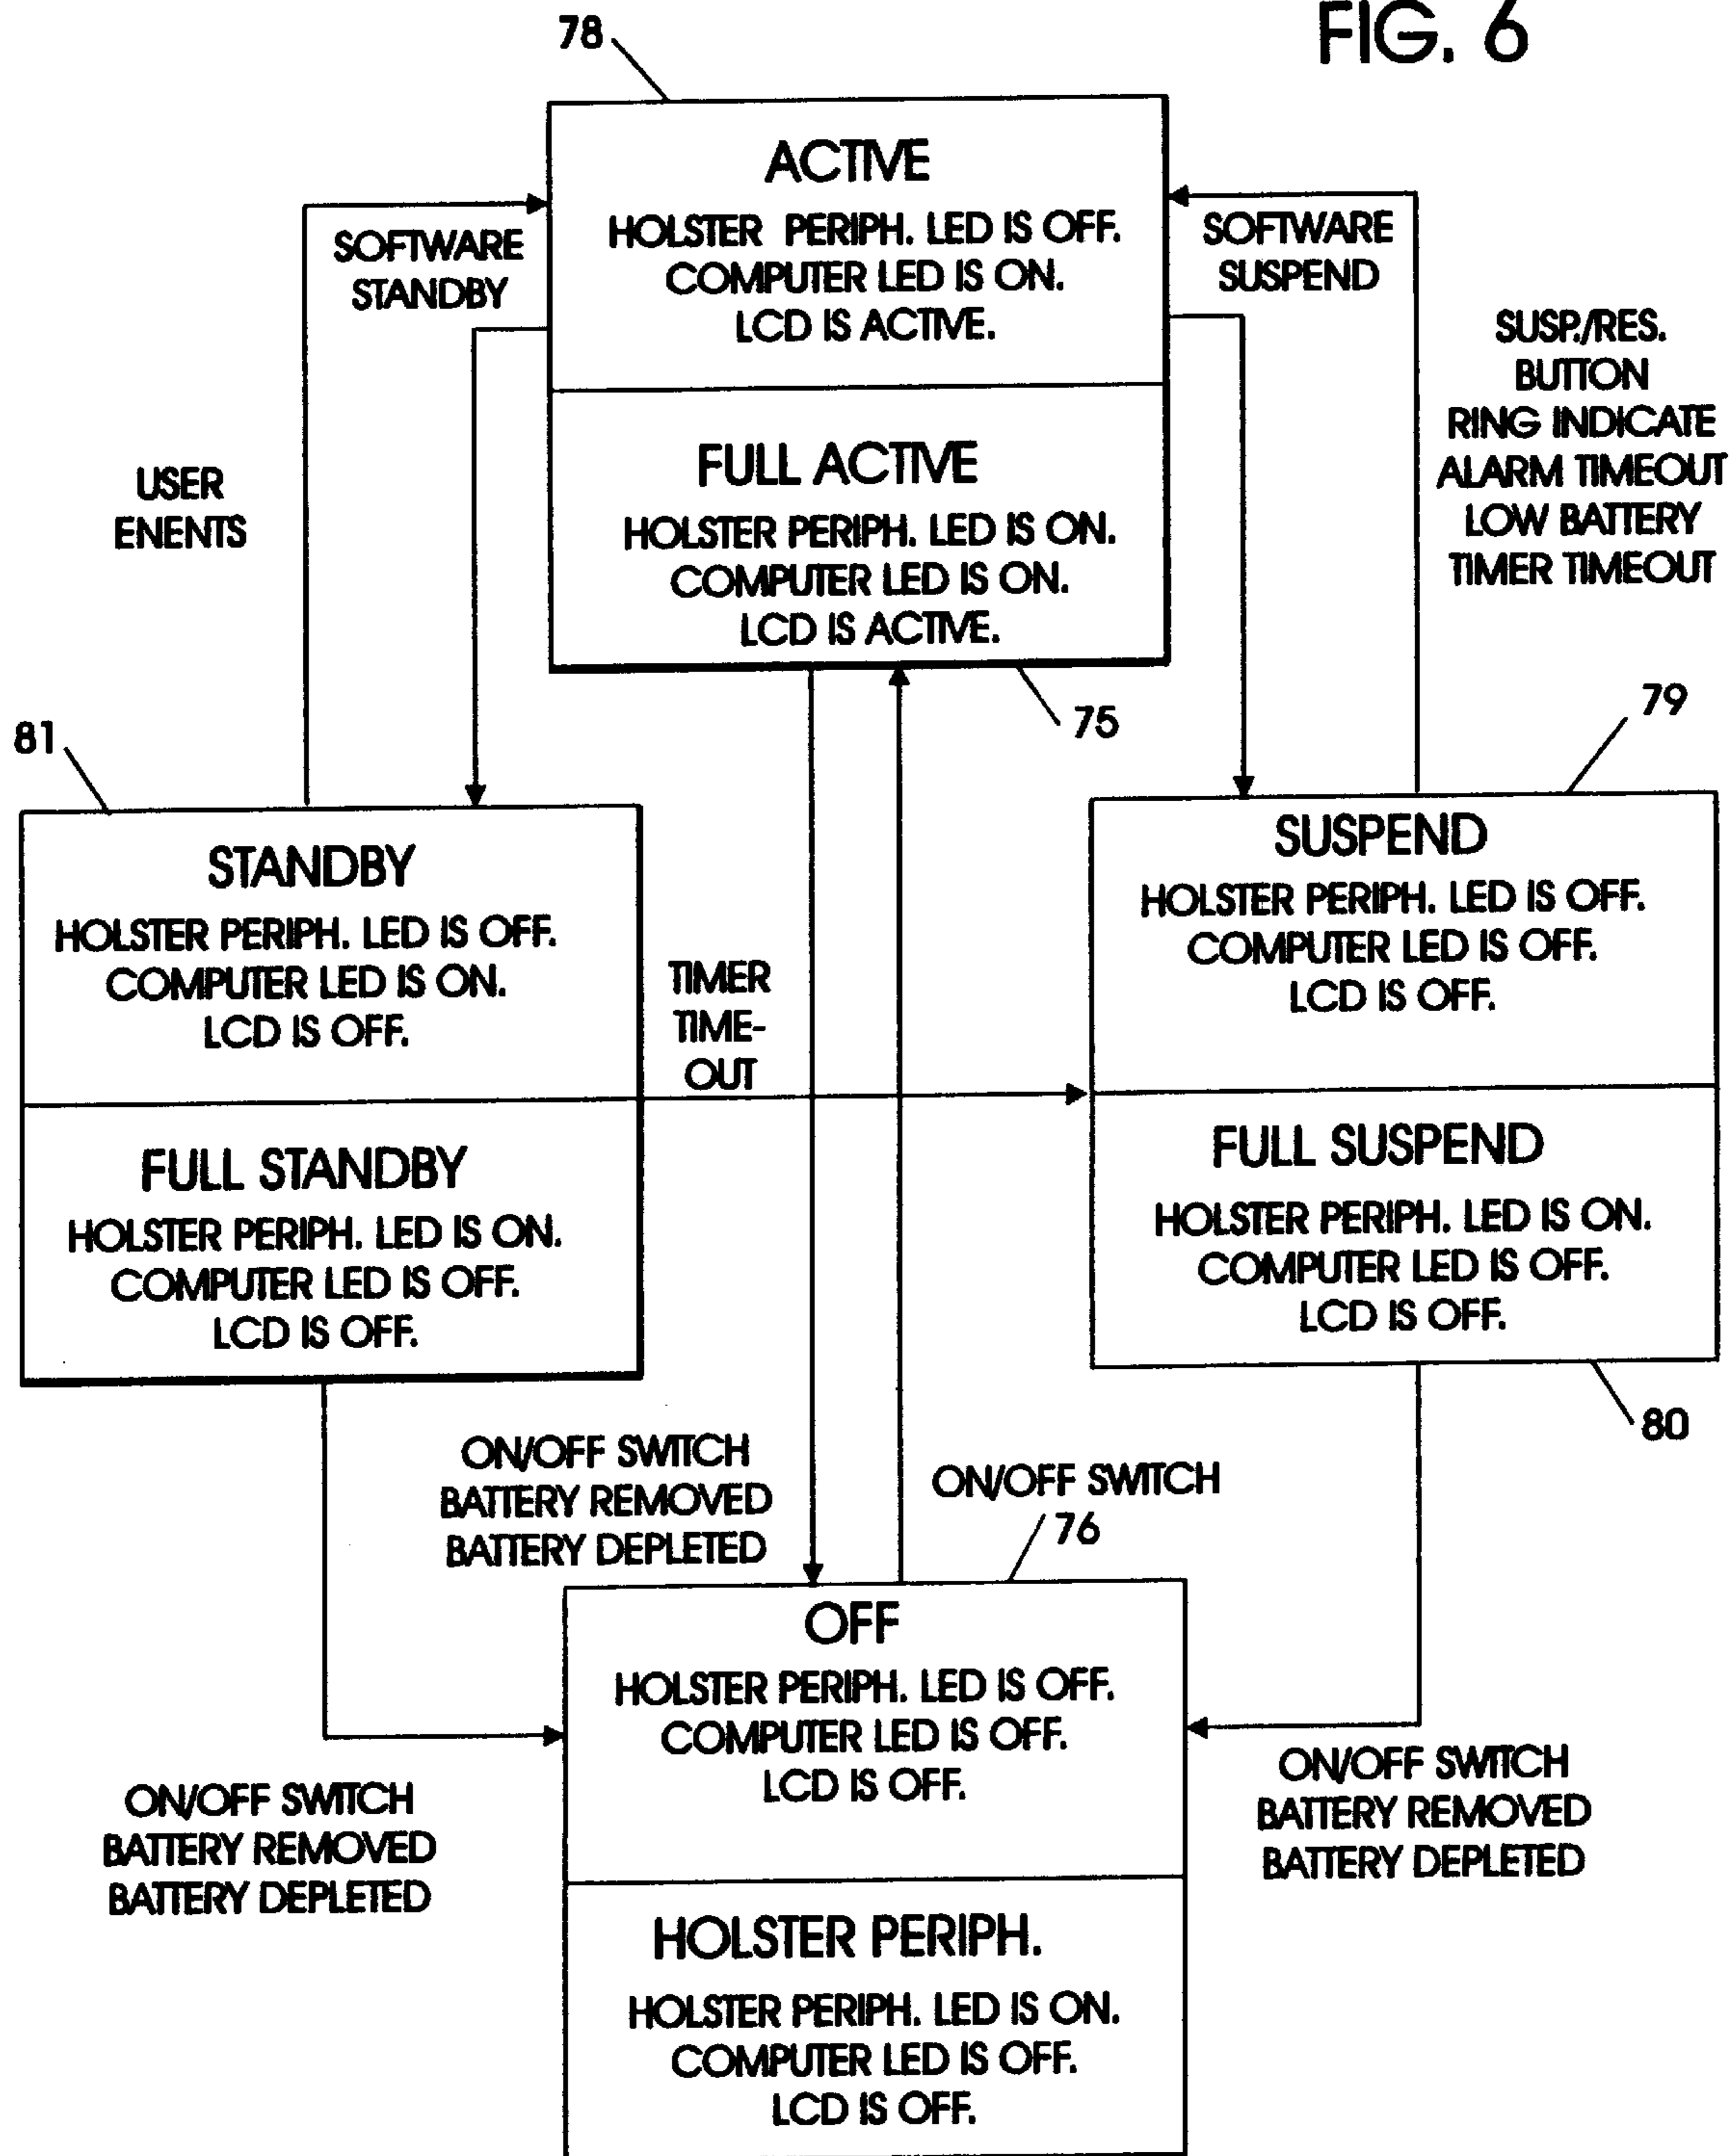 FIG. 6
78
ACTIVE
HOLSTER PERIPH. LED IS OFF.
COMPUTER LED IS ON.
LCD IS ACTIVE.
SOFTWARE
STANDBY
SOFTWARE
SUSPEND
USER
ENENTS
FULL ACTIVE
HOLSTER PERIPH. LED IS ON.
COMPUTER LED IS ON.
LCD IS ACTIVE.
SUSP./RES.
BUTTON
RING INDICATE
ALARM TIMEOUT
LOW BATTERY
TIMER TIMEOUT
75
79
81
STANDBY
HOLSTER PERIPH. LED IS OFF.
COMPUTER LED IS ON.
LCD IS OFF.
TIMER
TIME-
OUT
SUSPEND
HOLSTER PERIPH. LED IS OFF.
COMPUTER LED IS OFF.
LCD IS OFF.
FULL STANDBY
HOLSTER PERIPH. LED IS ON.
COMPUTER LED IS OFF.
LCD IS OFF.
FULL SUSPEND
HOLSTER PERIPH. LED IS ON.
COMPUTER LED IS OFF.
LCD IS OFF.
80
ON/OFF SWITCH
BATTERY REMOVED
BATTERY DEPLETED
ON/OFF SWITCH
76
OFF
HOLSTER PERIPH. LED IS OFF.
COMPUTER LED IS OFF.
LCD IS OFF.
ON/OFF SWITCH
BATTERY REMOVED
BATTERY DEPLETED
ON/OFF SWITCH
BATTERY REMOVED
BATTERY DEPLETED
HOLSTER PERIPH.
HOLSTER PERIPH. LED IS ON.
COMPUTER LED IS OFF.
LCD IS OFF.